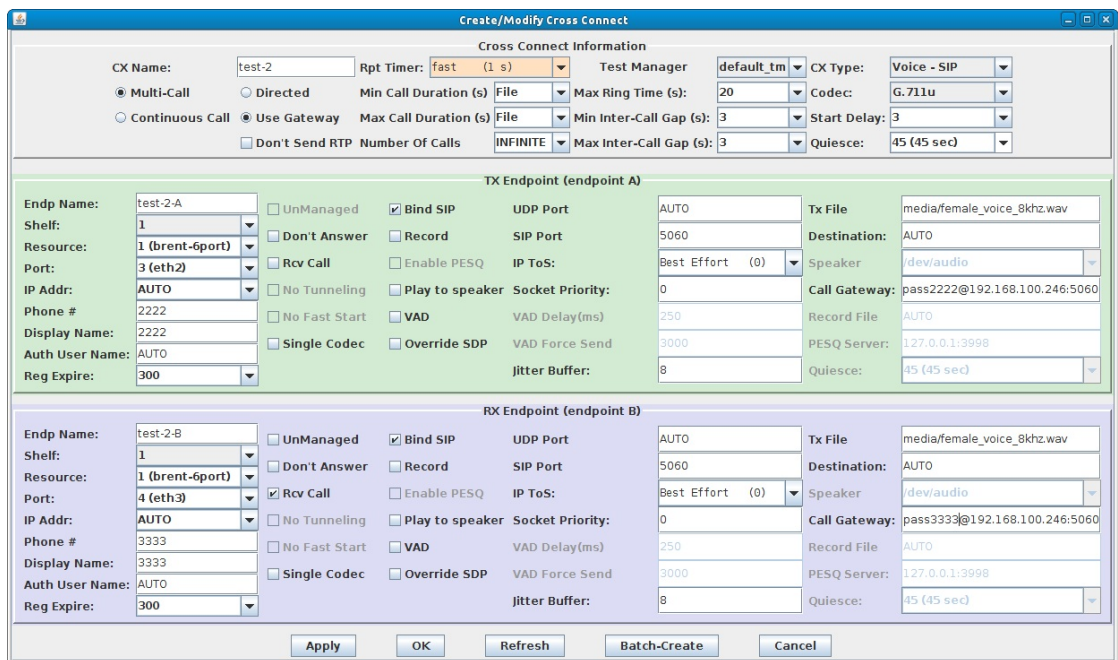 Create/Modify Cross Connect
Cross Connect Information
CX Name: test-2 Rpt Timer: fast (1 s) Test Manager default_tm CX Type: Voice - SIP
Multi-Call Directed Min Call Duration (s) File Max Ring Time (s): 20 Codec: G.711u
Continuous Call Use Gateway Max Call Duration (s) File Min Inter-Call Gap (s): 3 Start Delay: 3
Don't Send RTP Number Of Calls INFINITE Max Inter-Call Gap (s): 3 Quiesce: 45 (45 sec)
TX Endpoint (endpoint A)
Endp Name: test-2-A UnManaged Bind SIP UDP Port AUTO Tx File media/female_voice_8khz.wav
Shelf: 1 Don't Answer Record SIP Port 5060 Destination: AUTO
Resource: 1 (brent-6port)
Port: 3 (eth2) Rcv Call Enable PESQ IP ToS: Best Effort (0) Speaker /dev/audio
IP Addr: AUTO No Tunneling Play to speaker Socket Priority: 0 Call Gateway: pass2222@192.168.100.246:5060
Phone # 2222 No Fast Start VAD VAD Delay(ms) 250 Record File AUTO
Display Name: 2222
Auth User Name: AUTO Single Codec Override SDP VAD Force Send 3000 PESQ Server: 127.0.0.1:3998
Reg Expire: 300 Jitter Buffer: 8 Quiesce: 45 (45 sec)
RX Endpoint (endpoint B)
Endp Name: test-2-B UnManaged Bind SIP UDP Port AUTO Tx File media/female_voice_8khz.wav
Shelf: 1 Don't Answer Record SIP Port 5060 Destination: AUTO
Resource: 1 (brent-6port)
Port: 4 (eth3) Rcv Call Enable PESQ IP ToS: Best Effort (0) Speaker /dev/audio
IP Addr: AUTO No Tunneling Play to speaker Socket Priority: 0 Call Gateway: pass3333@192.168.100.246:5060
Phone # 3333 No Fast Start VAD VAD Delay(ms) 250 Record File AUTO
Display Name: 3333
Auth User Name: AUTO Single Codec Override SDP VAD Force Send 3000 PESQ Server: 127.0.0.1:3998
Reg Expire: 300 Jitter Buffer: 8 Quiesce: 45 (45 sec)
Apply OK Refresh Batch-Create Cancel